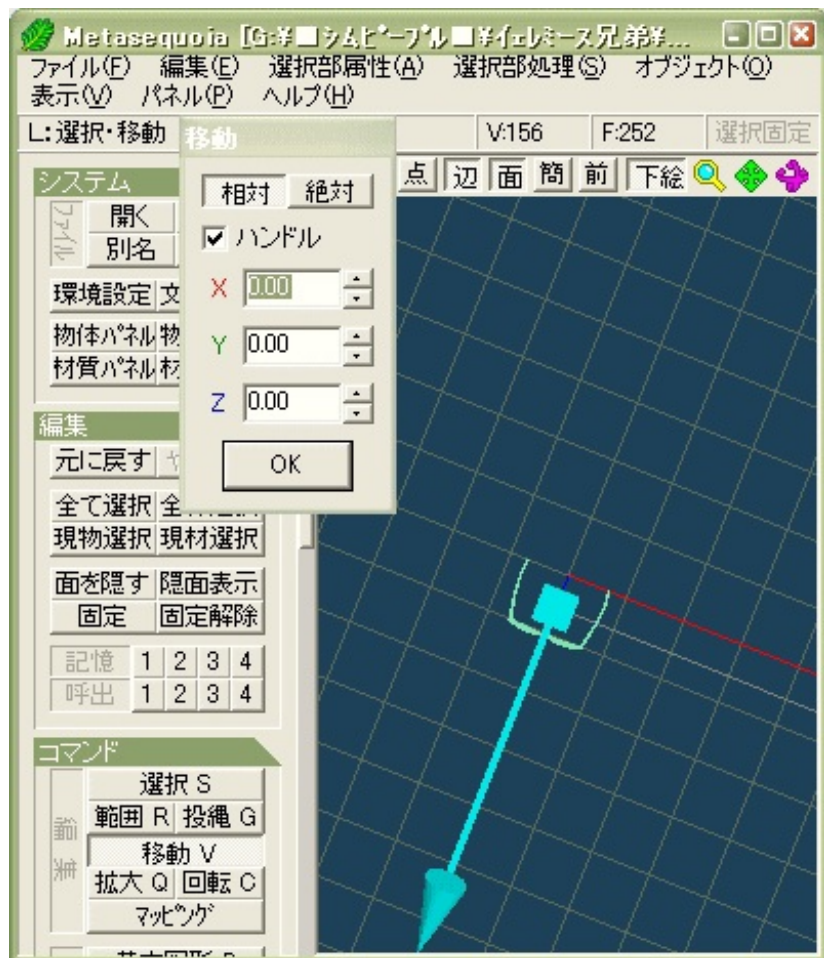 Metasequoia [G:¥■シムピープル■¥イェレミース兄弟¥...
ファイル(F) 編集(E) 選択部属性(A) 選択部処理(S) オブジェクト(O)
表示(V) パネル(P) ヘルプ(H)
L:選択・移動 V:156 F:252 選択固定
移動
点 辺 面 簡 前 下絵
相対 絶対
ハンドル
X 0.00
Y 0.00
Z 0.00
OK
システム
ファイル
開く
別名
環境設定 文
物体パネル 物
材質パネル 材
編集
元に戻す や
全て選択 全
現物選択 現材選択
面を隠す 隠面表示
固定 固定解除
記憶 1 2 3 4
呼出 1 2 3 4
コマンド
編集
選択 S
範囲 R 投縄 G
移動 V
拡大 Q 回転 C
マッピング